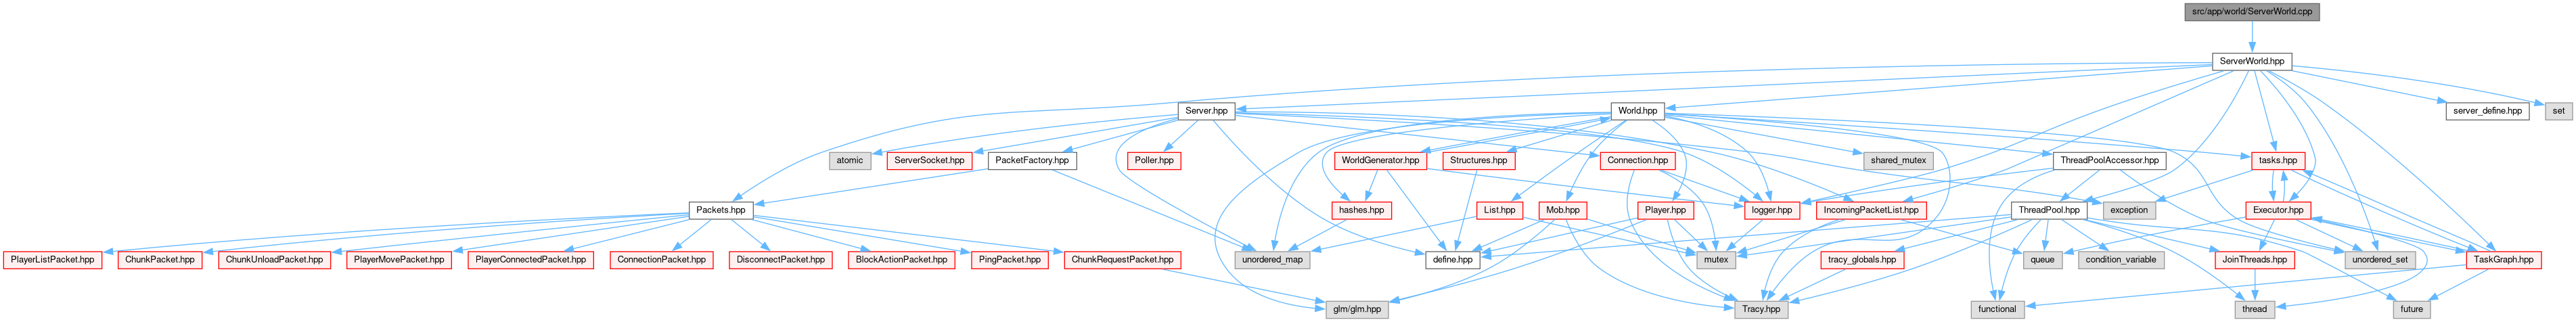 src/app/world/ServerWorld.cpp
ServerWorld.hpp
Server.hpp
World.hpp
server_define.hpp
set
atomic
ServerSocket.hpp
PacketFactory.hpp
Poller.hpp
WorldGenerator.hpp
Structures.hpp
Connection.hpp
shared_mutex
ThreadPoolAccessor.hpp
tasks.hpp
Packets.hpp
hashes.hpp
List.hpp
Mob.hpp
Player.hpp
logger.hpp
IncomingPacketList.hpp
ThreadPool.hpp
exception
Executor.hpp
PlayerListPacket.hpp
ChunkPacket.hpp
ChunkUnloadPacket.hpp
PlayerMovePacket.hpp
PlayerConnectedPacket.hpp
ConnectionPacket.hpp
DisconnectPacket.hpp
BlockActionPacket.hpp
PingPacket.hpp
ChunkRequestPacket.hpp
unordered_map
define.hpp
mutex
tracy_globals.hpp
queue
condition_variable
JoinThreads.hpp
unordered_set
TaskGraph.hpp
glm/glm.hpp
Tracy.hpp
functional
thread
future